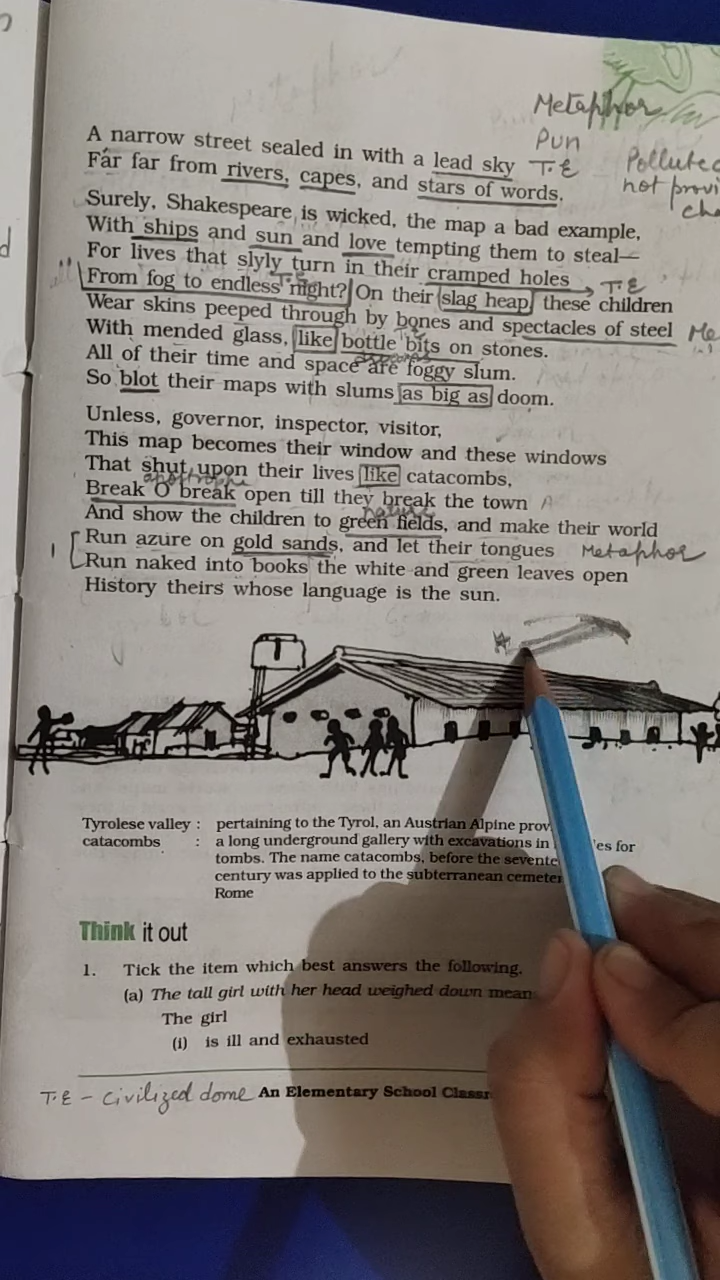 Metaphor
A narrow street sealed in with a lead sky Pun
Far far from rivers, capes, and stars of words. T.E
Polluted
not provi
cha
Surely, Shakespeare is wicked, the map a bad example,
With ships and sun and love tempting them to steal—
For lives that slyly turn in their cramped holes T.E
T.E
From fog to endless night? On their slag heap, these children
Wear skins peeped through by bones and spectacles of steel Me
With mended glass, like bottle bits on stones.
All of their time and space are foggy slum.
So blot their maps with slums as big as doom.
Unless, governor, inspector, visitor,
This map becomes their window and these windows
That shut upon their lives like catacombs,
apostrophe
Break O break open till they break the town
nature
And show the children to green fields, and make their world
Run azure on gold sands, and let their tongues Metaphor
Run naked into books the white and green leaves open
History theirs whose language is the sun.
Tyrolese valley : pertaining to the Tyrol, an Austrian Alpine prov
catacombs : a long underground gallery with excavations in es for
tombs. The name catacombs, before the sevente
century was applied to the subterranean cemeter
Rome
Think it out
1. Tick the item which best answers the following.
(a) The tall girl with her head weighed down mean
The girl
(i) is ill and exhausted
T.E - Civilized dome An Elementary School Classr